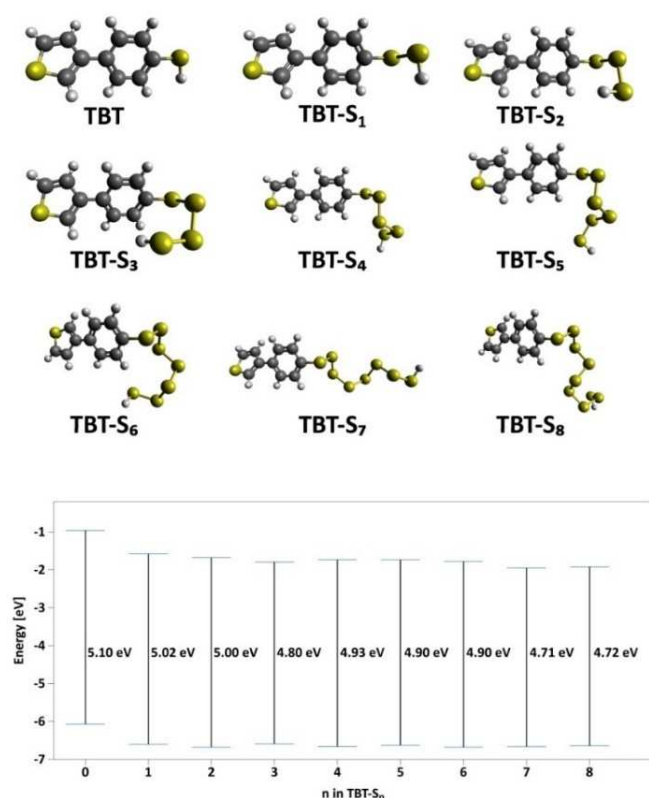 TBT TBT-S₁ TBT-S₂
TBT-S₃ TBT-S₄ TBT-S₅
TBT-S₆ TBT-S₇ TBT-S₈
Energy [eV]
-1
-2
-3
-4
-5
-6
-7
5.10 eV 5.02 eV 5.00 eV 4.80 eV 4.93 eV 4.90 eV 4.90 eV 4.71 eV 4.72 eV
0 1 2 3 4 5 6 7 8
n in TBT-Sₙ